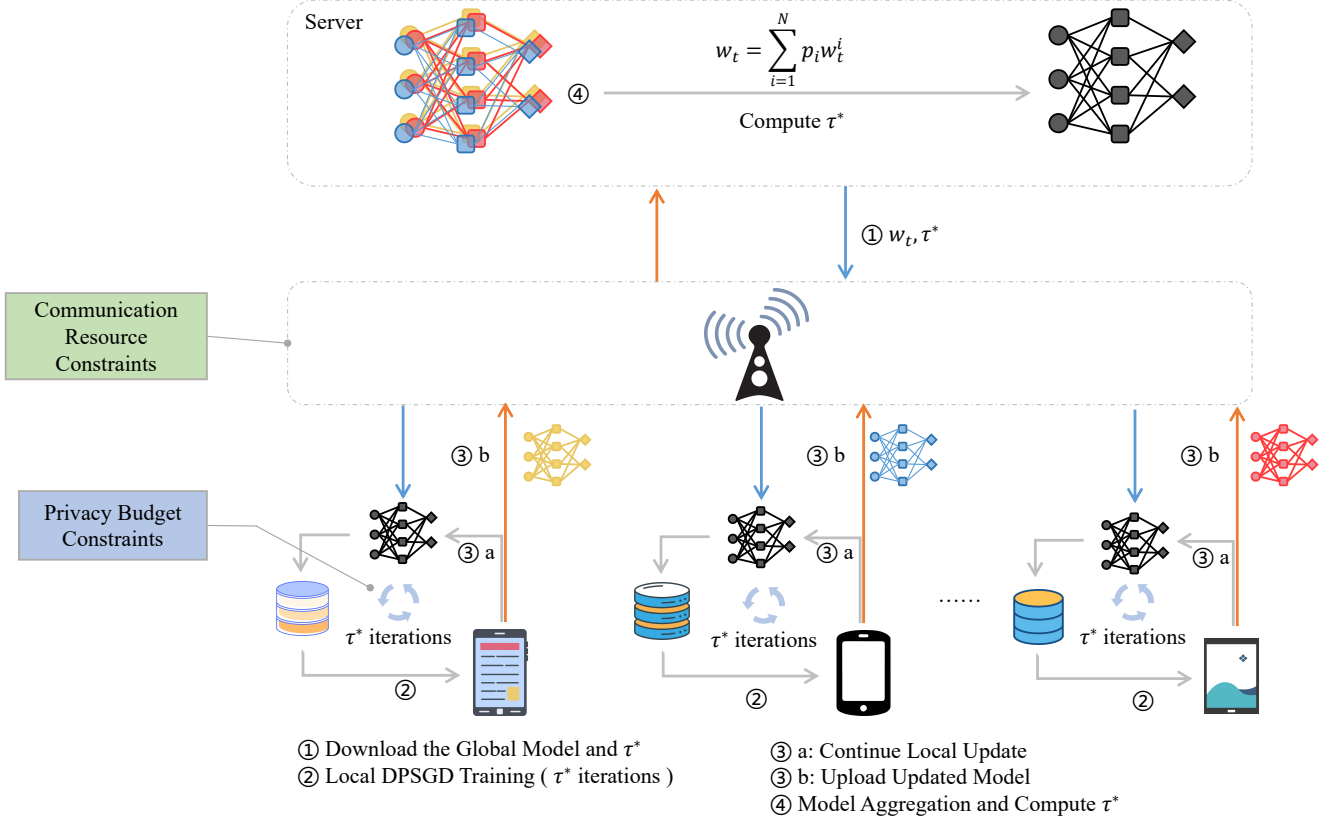 Server
w_t = \sum_{i=1}^{N} p_i w_t^i
④
Compute τ*
① w_t, τ*
Communication
Resource
Constraints
③ b
③ b
③ b
Privacy Budget
Constraints
③ a
③ a
③ a
……
τ* iterations
τ* iterations
τ* iterations
②
②
②
① Download the Global Model and τ*
② Local DPSGD Training ( τ* iterations )
③ a: Continue Local Update
③ b: Upload Updated Model
④ Model Aggregation and Compute τ*